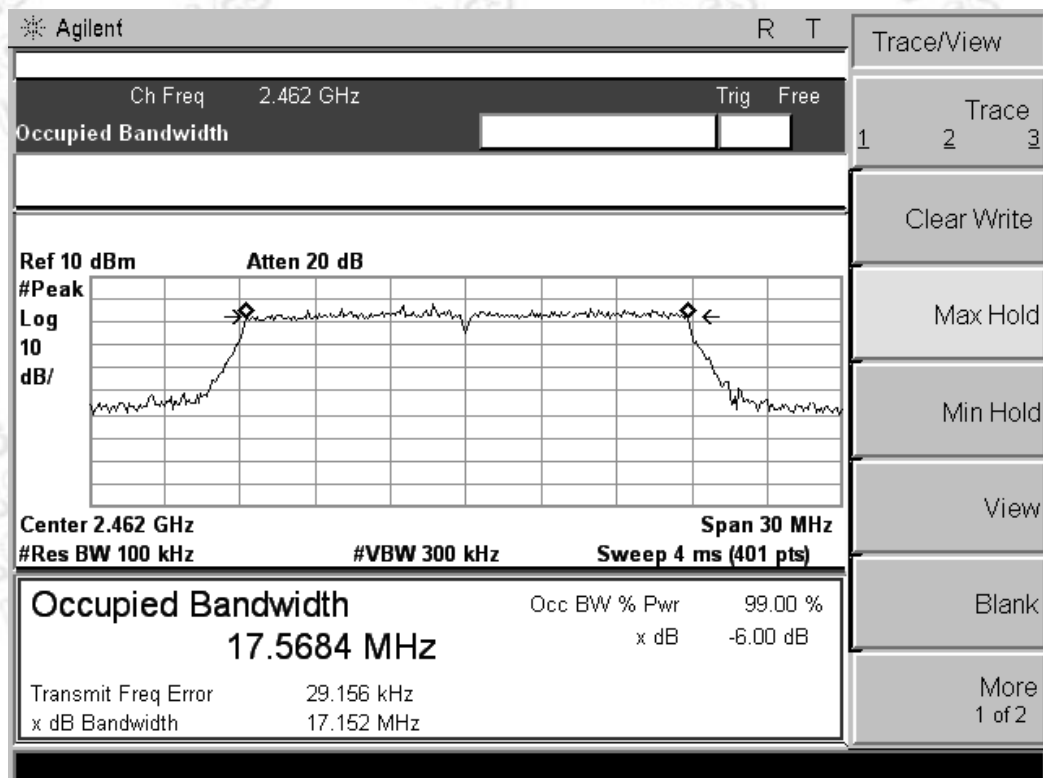 Agilent R T
Trace/View
Ch Freq 2.462 GHz Trig Free
Occupied Bandwidth
Trace
1 2 3
Clear Write
Ref 10 dBm Atten 20 dB
#Peak
Log
10
dB/
Max Hold
Min Hold
Center 2.462 GHz Span 30 MHz
#Res BW 100 kHz #VBW 300 kHz Sweep 4 ms (401 pts)
View
Occupied Bandwidth
17.5684 MHz
Occ BW % Pwr 99.00 %
x dB -6.00 dB
Transmit Freq Error 29.156 kHz
x dB Bandwidth 17.152 MHz
Blank
More
1 of 2